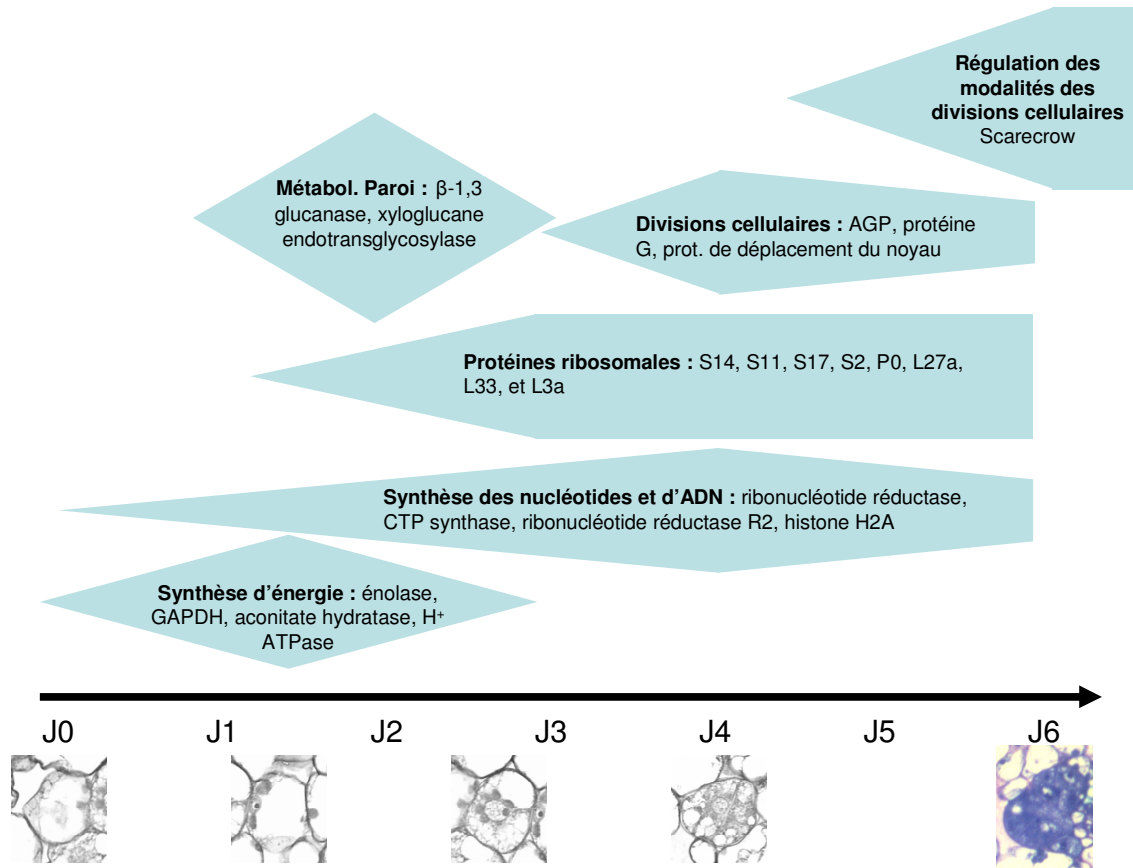 Régulation des
modalités des
divisions cellulaires
Scarecrow
Métabol. Paroi : β-1,3
glucanase, xyloglucane
endotransglycosylase
Divisions cellulaires : AGP, protéine
G, prot. de déplacement du noyau
Protéines ribosomales : S14, S11, S17, S2, P0, L27a,
L33, et L3a
Synthèse des nucléotides et d’ADN : ribonucléotide réductase,
CTP synthase, ribonucléotide réductase R2, histone H2A
Synthèse d’énergie : énolase,
GAPDH, aconitate hydratase, H⁺
ATPase
J0 J1 J2 J3 J4 J5 J6